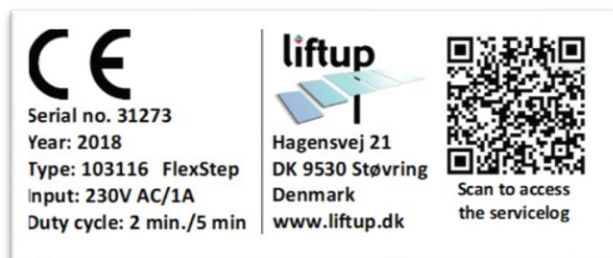 CE
Serial no. 31273
Year: 2018
Type: 103116 FlexStep
Input: 230V AC/1A
Duty cycle: 2 min./5 min
liftup
Hagensvej 21
DK 9530 Støvring
Denmark
www.liftup.dk
Scan to access
the servicelog